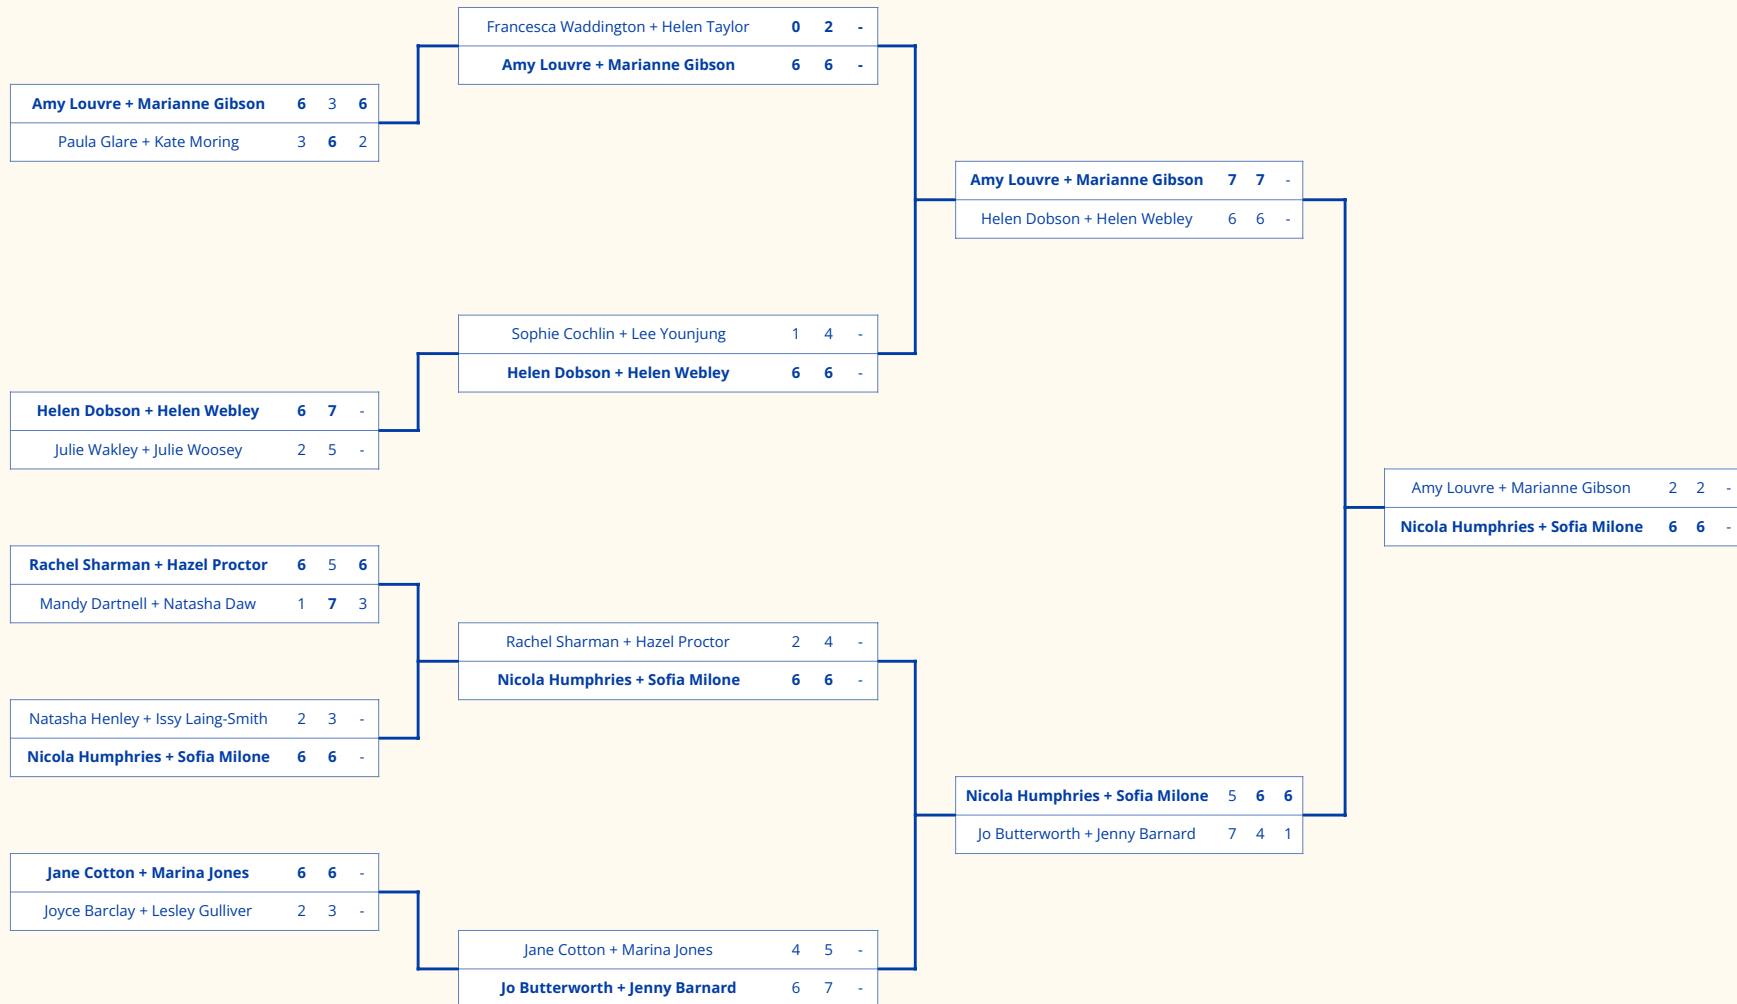 Francesca Waddington + Helen Taylor 0 2 -
Amy Louvre + Marianne Gibson 6 6 -
Amy Louvre + Marianne Gibson 6 3 6
Paula Glare + Kate Moring 3 6 2
Amy Louvre + Marianne Gibson 7 7 -
Helen Dobson + Helen Webley 6 6 -
Sophie Cochlin + Lee Younjung 1 4 -
Helen Dobson + Helen Webley 6 6 -
Helen Dobson + Helen Webley 6 7 -
Julie Wakley + Julie Woosey 2 5 -
Amy Louvre + Marianne Gibson 2 2 -
Nicola Humphries + Sofia Milone 6 6 -
Rachel Sharman + Hazel Proctor 6 5 6
Mandy Dartnell + Natasha Daw 1 7 3
Rachel Sharman + Hazel Proctor 2 4 -
Nicola Humphries + Sofia Milone 6 6 -
Natasha Henley + Issy Laing-Smith 2 3 -
Nicola Humphries + Sofia Milone 6 6 -
Nicola Humphries + Sofia Milone 5 6 6
Jo Butterworth + Jenny Barnard 7 4 1
Jane Cotton + Marina Jones 6 6 -
Joyce Barclay + Lesley Gulliver 2 3 -
Jane Cotton + Marina Jones 4 5 -
Jo Butterworth + Jenny Barnard 6 7 -